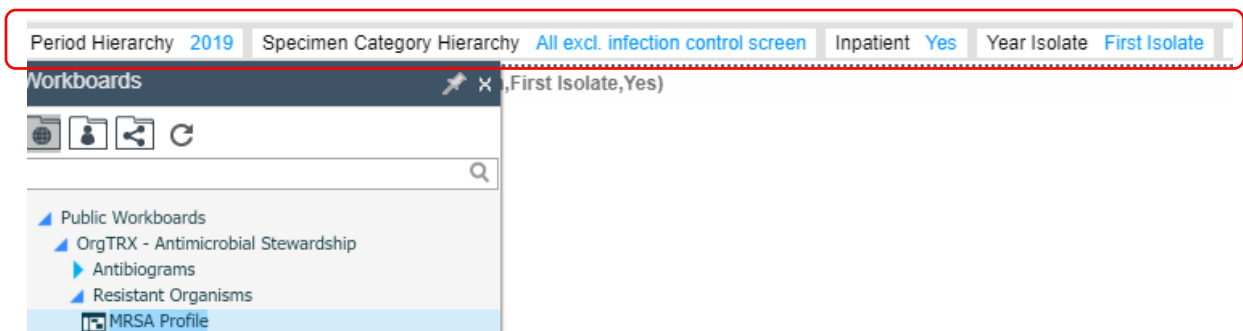 Period Hierarchy 2019 Specimen Category Hierarchy All excl. infection control screen Inpatient Yes Year Isolate First Isolate
Workboards
,First Isolate,Yes)
Public Workboards
OrgTRX - Antimicrobial Stewardship
Antibiograms
Resistant Organisms
MRSA Profile